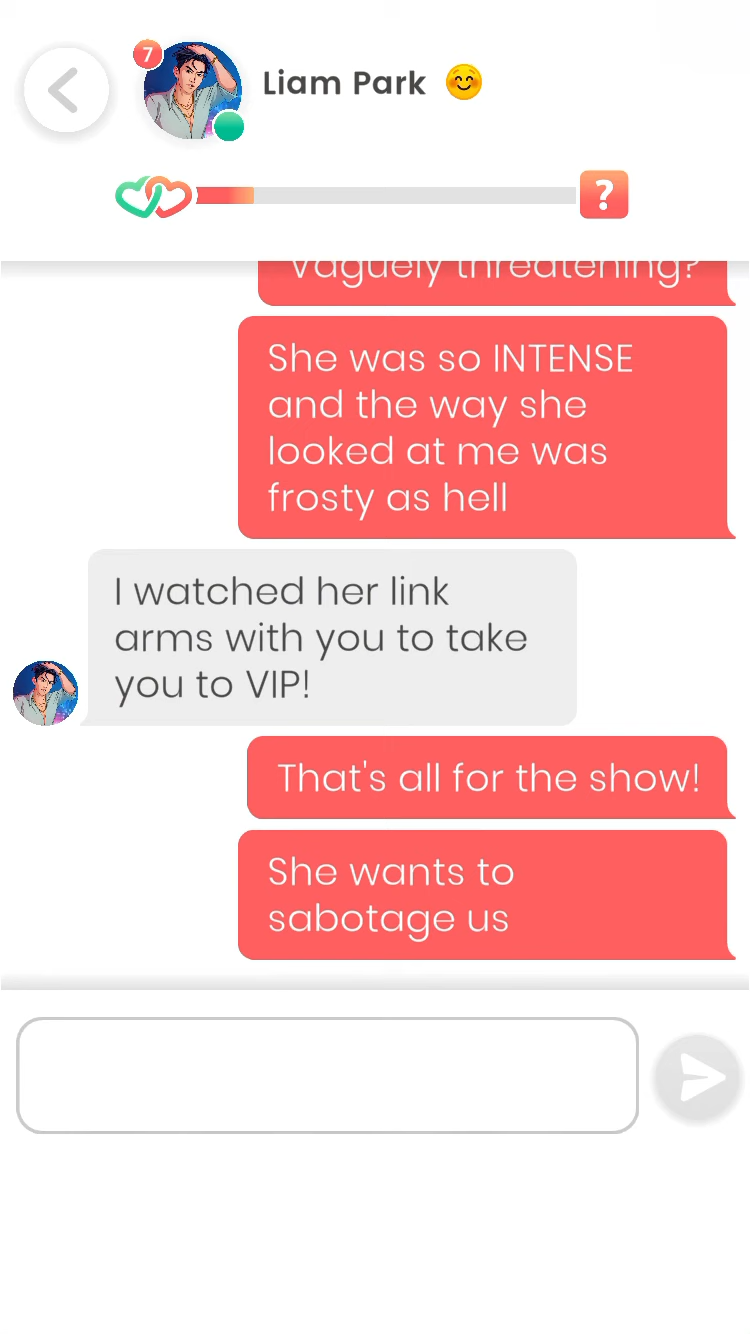 7
Liam Park 😊
?
Vaguely threatening?
She was so INTENSE
and the way she
looked at me was
frosty as hell
I watched her link
arms with you to take
you to VIP!
That's all for the show!
She wants to
sabotage us